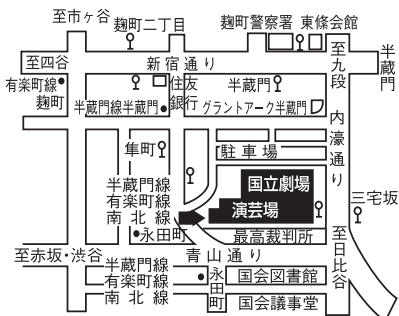 至市ヶ谷
麹町二丁目
麹町警察署
東條會館
至四谷
新宿通り
至九段
半蔵門
有楽町線
麹町
住友
銀行
半蔵門
半蔵門線半蔵門
グラントアーク半蔵門
内濠通り
隼町
駐車場
半蔵門線
有楽町線
南北線
国立劇場
演芸場
三宅坂
永田町
最高裁判所
至日比谷
至赤坂・渋谷
青山通り
半蔵門線
有楽町線
南北線
永田町
国会図書館
国会議事堂